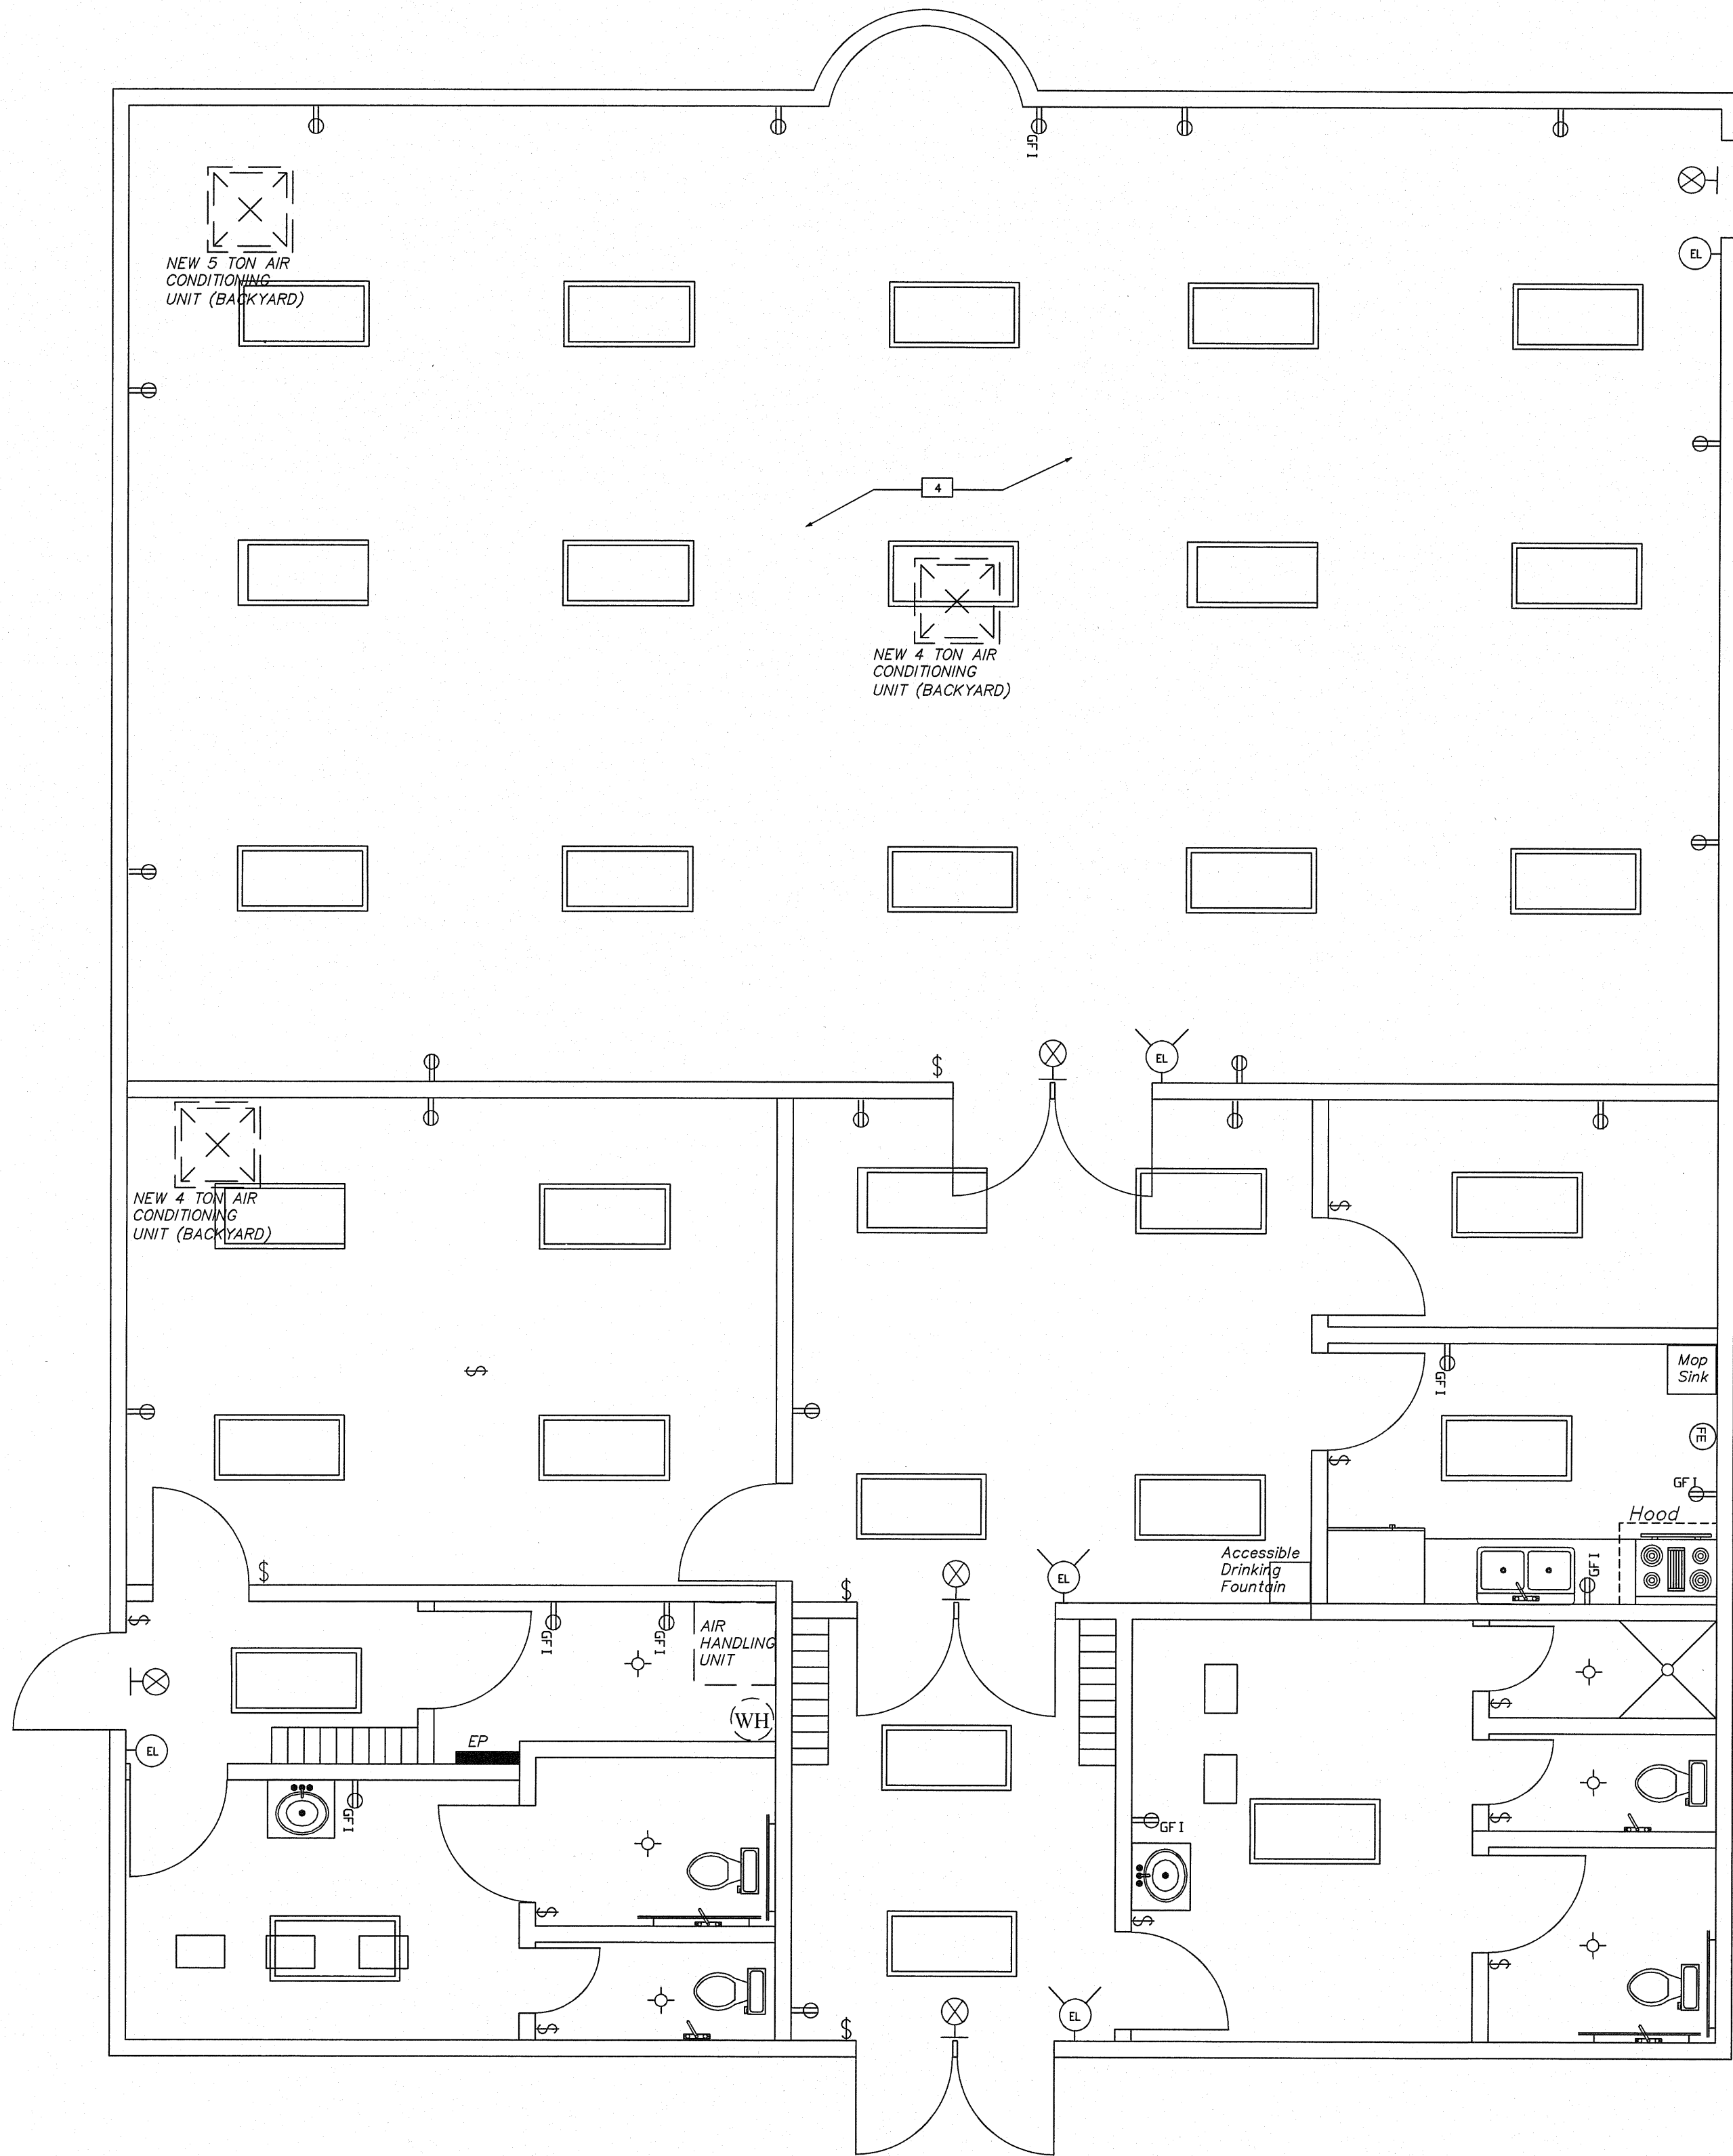 GFI
EL
NEW 5 TON AIR
CONDITIONING
UNIT (BACKYARD)
4
NEW 4 TON AIR
CONDITIONING
UNIT (BACKYARD)
$
EL
NEW 4 TON AIR
CONDITIONING
UNIT (BACKYARD)
$
$
GFI
Mop
Sink
FE
$
GFI
Hood
Accessible
Drinking
Fountain
GFI
$
$
EL
$
GFI
GFI
AIR
HANDLING
UNIT
WH
EP
EL
GFI
$
$
GFI
$
$
$
$
$
EL